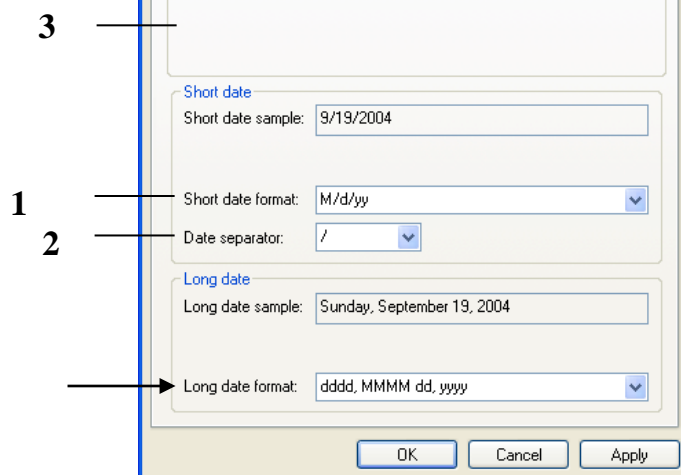 3
Short date
Short date sample: 9/19/2004
1 Short date format: M/d/yy
2 Date separator: /
Long date
Long date sample: Sunday, September 19, 2004
Long date format: dddd, MMMM dd, yyyy
OK Cancel Apply